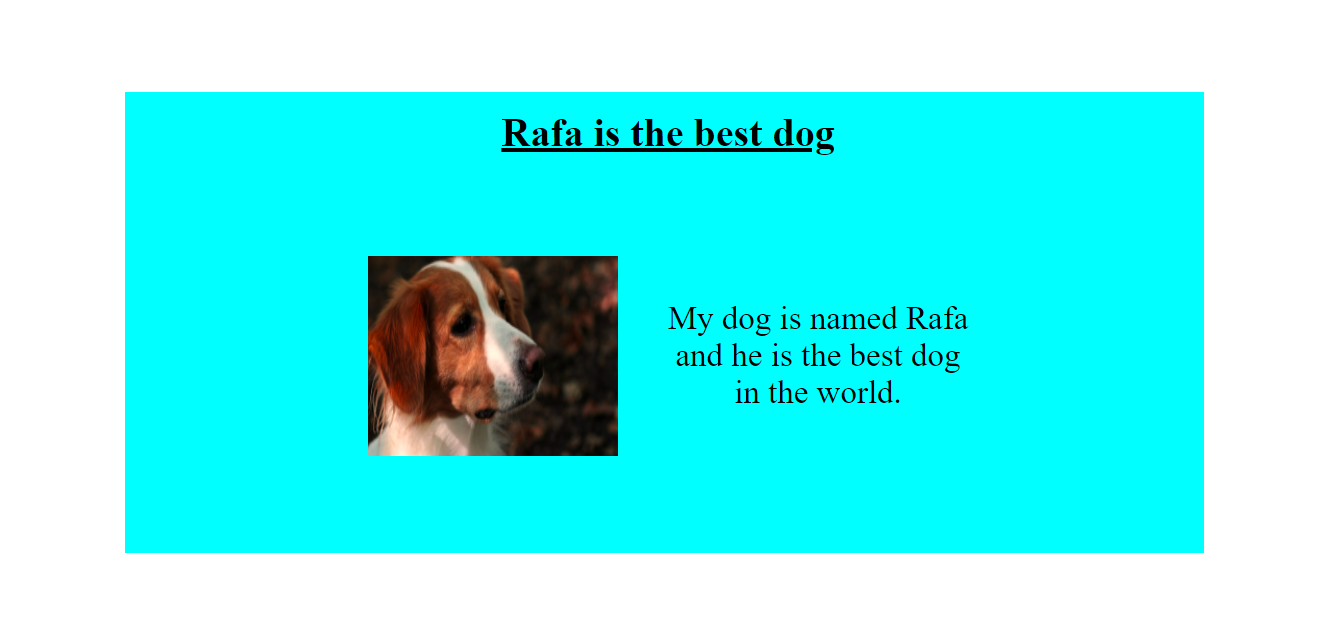 Rafa is the best dog
My dog is named Rafa
and he is the best dog
in the world.